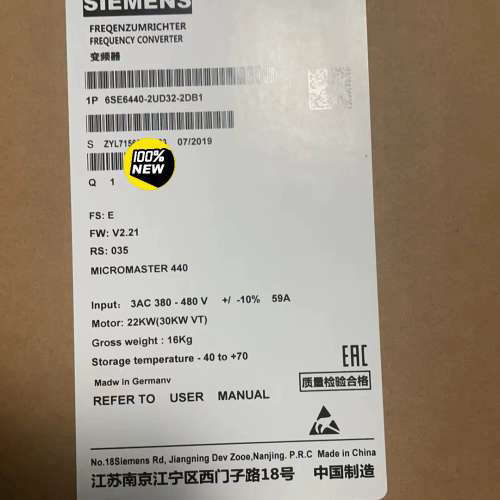 SIEMENS
FREQENZUMRICHTER
FREQUENCY CONVERTER
变频器
1P 6SE6440-2UD32-2DB1
S 07/2019
100%
NEW
Q 1
FS: E
FW: V2.21
RS: 035
MICROMASTER 440
Input: 3AC 380 - 480 V +/- -10% 59A
Motor: 22KW(30KW VT)
Gross weight : 16Kg
Storage temperature - 40 to +70
EAC
Madw in Germanv
质量检验合格
REFER TO USER MANUAL
No.18Siemens Rd, Jiangning Dev Zooe,Nanjing. P.R.C Made in China
江苏南京江宁区西门子路18号 中国制造